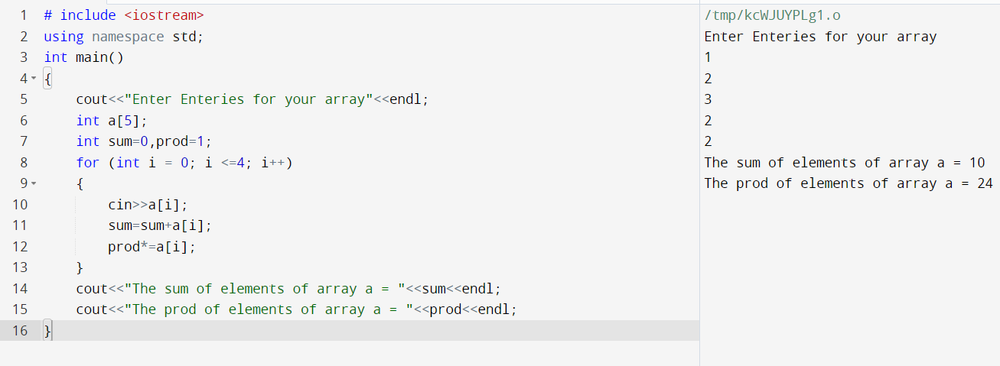 1 # include <iostream>
2 using namespace std;
3 int main()
4 {
5 cout<<"Enter Enteries for your array"<<endl;
6 int a[5];
7 int sum=0,prod=1;
8 for (int i = 0; i <=4; i++)
9 {
10 cin>>a[i];
11 sum=sum+a[i];
12 prod*=a[i];
13 }
14 cout<<"The sum of elements of array a = "<<sum<<endl;
15 cout<<"The prod of elements of array a = "<<prod<<endl;
16 }
/tmp/kcWJUYPLg1.o
Enter Enteries for your array
1
2
3
2
2
The sum of elements of array a = 10
The prod of elements of array a = 24